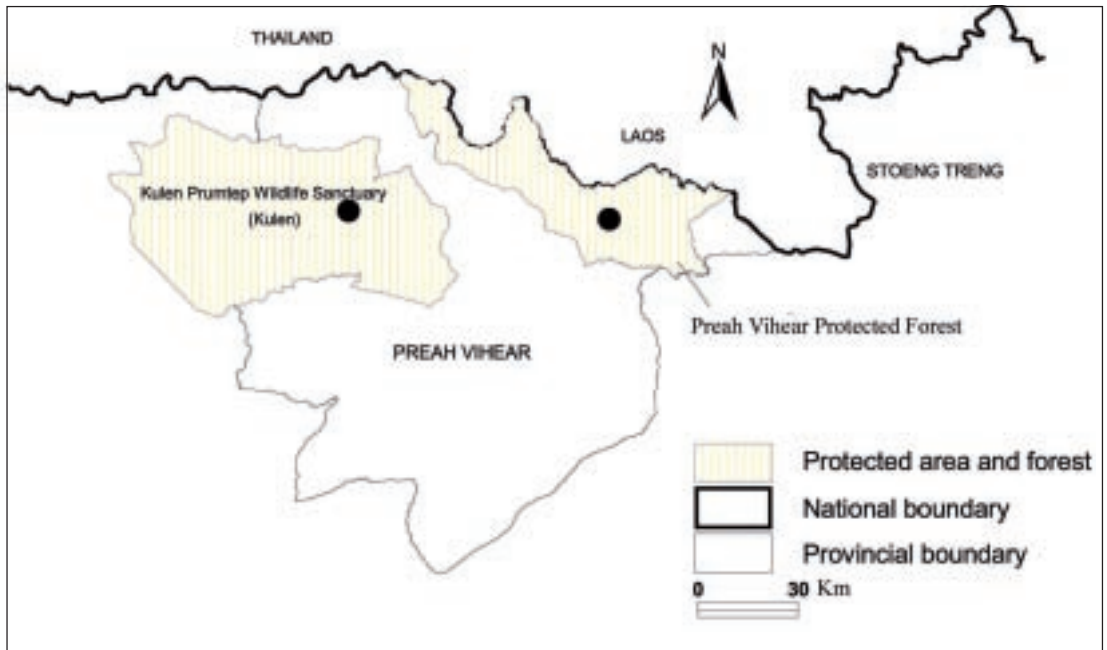 THAILAND
N
LAOS
STOENG TRENG
Kulen Prumtep Wildlife Sanctuary
(Kulen)
Preah Vihear Protected Forest
PREAH VIHEAR
Protected area and forest
National boundary
Provincial boundary
0 30 Km